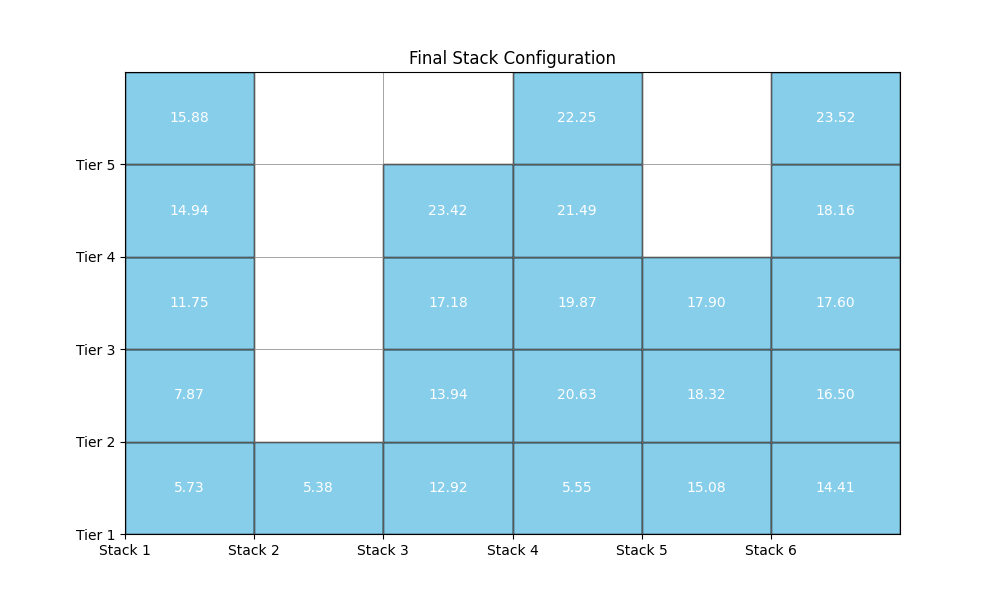 Final Stack Configuration
15.88 22.25 23.52
Tier 5
14.94 23.42 21.49 18.16
Tier 4
11.75 17.18 19.87 17.90 17.60
Tier 3
7.87 13.94 20.63 18.32 16.50
Tier 2
5.73 5.38 12.92 5.55 15.08 14.41
Tier 1
Stack 1 Stack 2 Stack 3 Stack 4 Stack 5 Stack 6